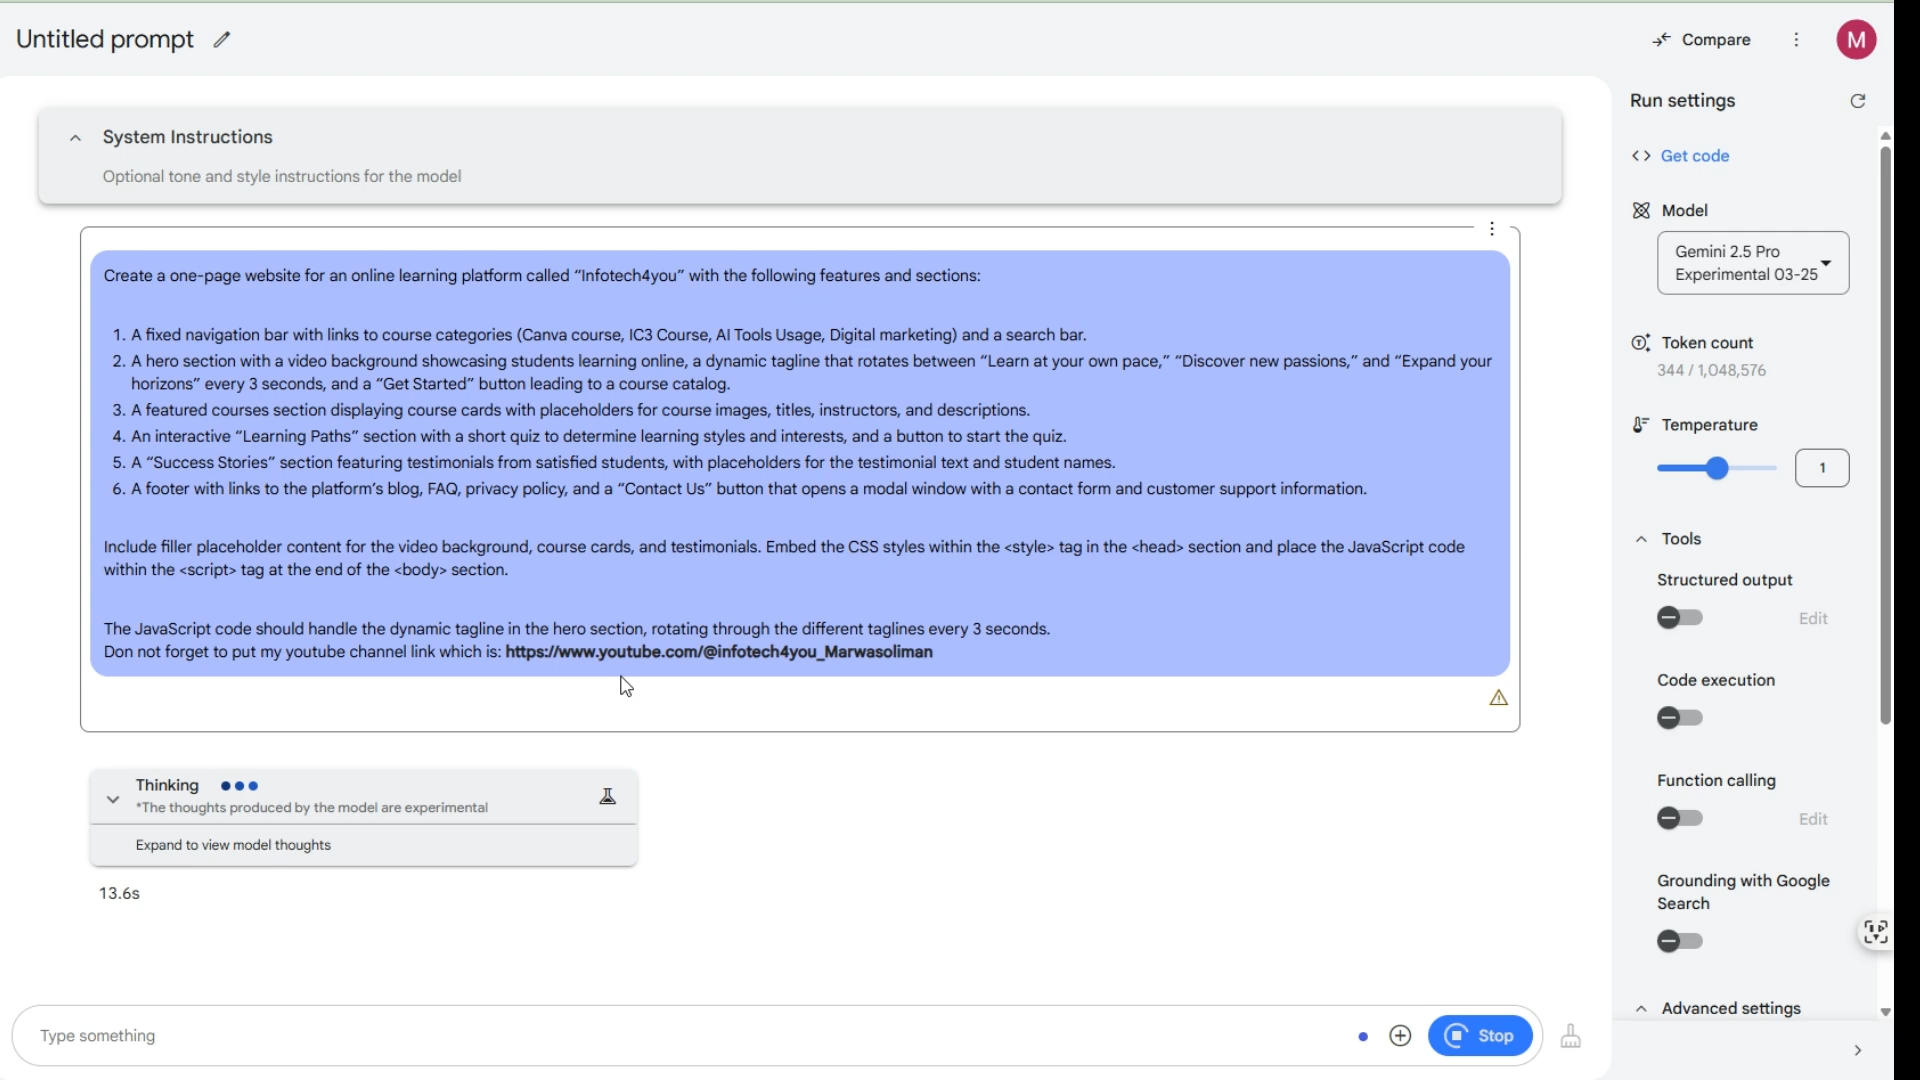 Untitled prompt
Compare
M
System Instructions
Optional tone and style instructions for the model
Create a one-page website for an online learning platform called “Infotech4you” with the following features and sections:
1. A fixed navigation bar with links to course categories (Canva course, IC3 Course, AI Tools Usage, Digital marketing) and a search bar.
2. A hero section with a video background showcasing students learning online, a dynamic tagline that rotates between “Learn at your own pace,” “Discover new passions,” and “Expand your
horizons” every 3 seconds, and a “Get Started” button leading to a course catalog.
3. A featured courses section displaying course cards with placeholders for course images, titles, instructors, and descriptions.
4. An interactive “Learning Paths” section with a short quiz to determine learning styles and interests, and a button to start the quiz.
5. A “Success Stories” section featuring testimonials from satisfied students, with placeholders for the testimonial text and student names.
6. A footer with links to the platform’s blog, FAQ, privacy policy, and a “Contact Us” button that opens a modal window with a contact form and customer support information.
Include filler placeholder content for the video background, course cards, and testimonials. Embed the CSS styles within the <style> tag in the <head> section and place the JavaScript code
within the <script> tag at the end of the <body> section.
The JavaScript code should handle the dynamic tagline in the hero section, rotating through the different taglines every 3 seconds.
Don not forget to put my youtube channel link which is: https://www.youtube.com/@infotech4you_Marwasoliman
Thinking
*The thoughts produced by the model are experimental
Expand to view model thoughts
13.6s
Type something
Stop
Run settings
Get code
Model
Gemini 2.5 Pro
Experimental 03-25
Token count
344 / 1,048,576
Temperature
1
Tools
Structured output
Edit
Code execution
Function calling
Edit
Grounding with Google
Search
Advanced settings